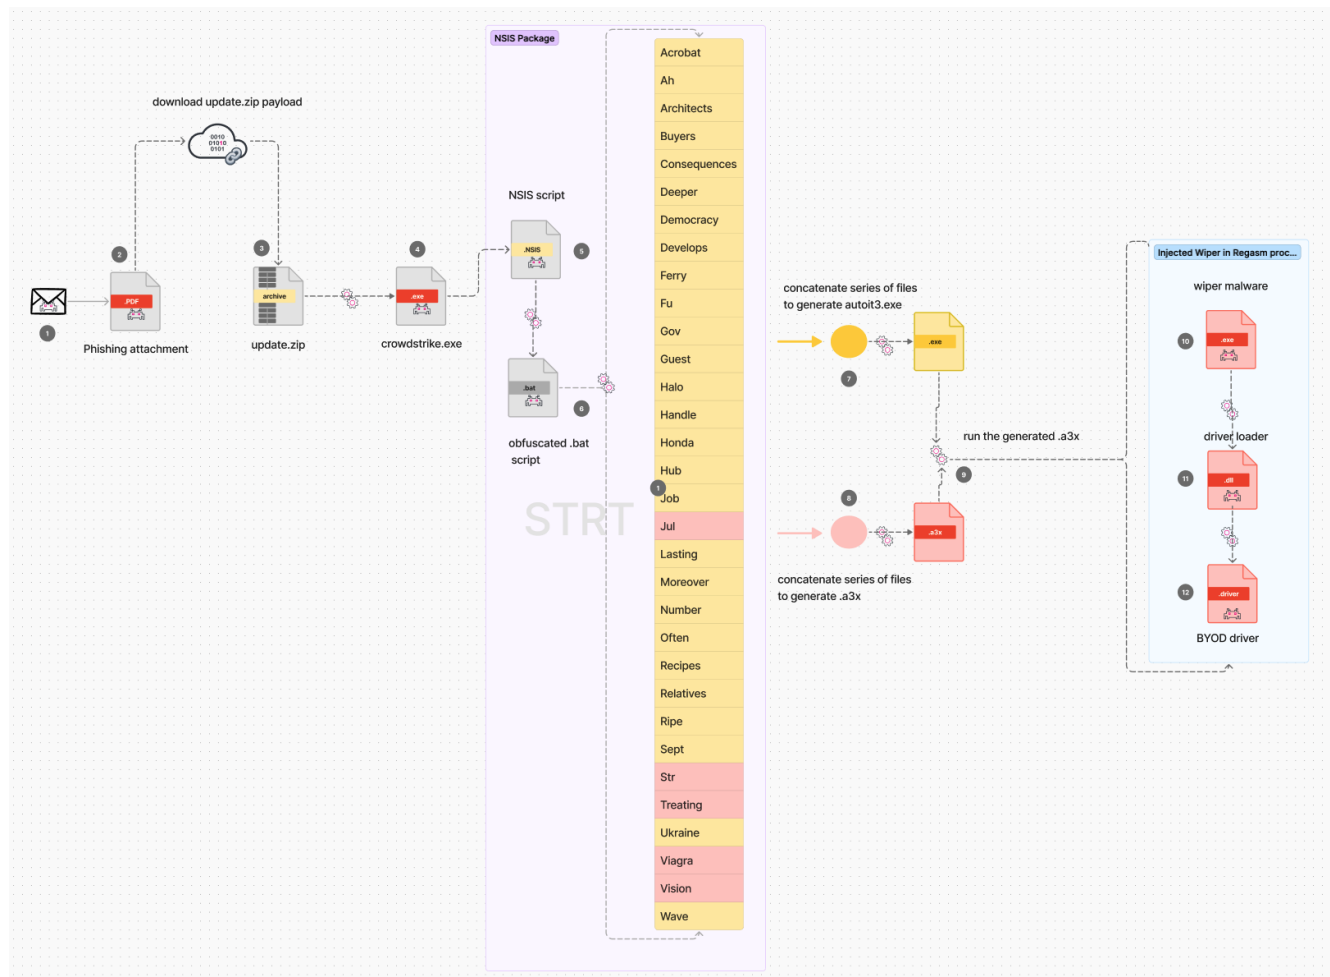 NSIS Package
download update.zip payload
0010
01010
0101
1
2
.PDF
Phishing attachment
3
archive
update.zip
4
.exe
crowdstrike.exe
NSIS script
.NSIS
5
.bat
6
obfuscated .bat
script
STRT
Acrobat
Ah
Architects
Buyers
Consequences
Deeper
Democracy
Develops
Ferry
Fu
Gov
Guest
Halo
Handle
Honda
Hub
1
Job
Jul
Lasting
Moreover
Number
Often
Recipes
Relatives
Ripe
Sept
Str
Treating
Ukraine
Viagra
Vision
Wave
concatenate series of files
to generate autoit3.exe
7
.exe
run the generated .a3x
9
8
.a3x
concatenate series of files
to generate .a3x
Injected Wiper in Regasm proc...
wiper malware
10
.exe
driver loader
11
.dll
12
.driver
BYOD driver